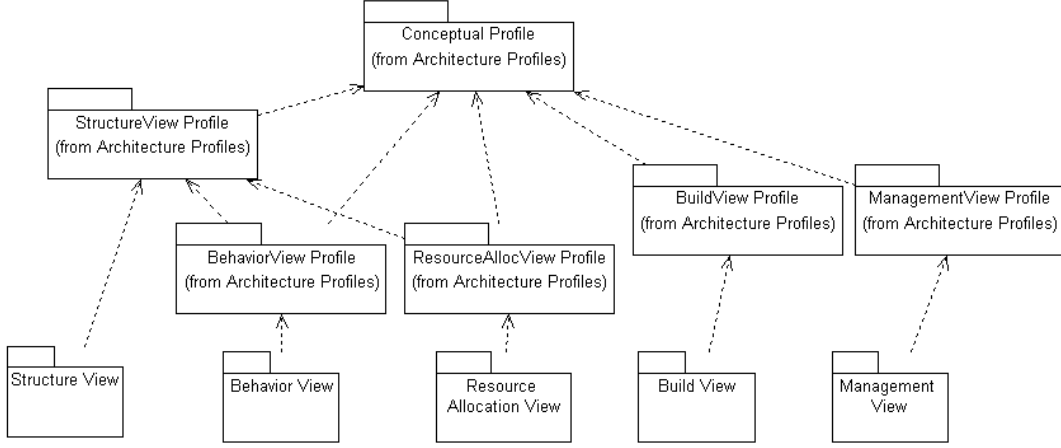 Conceptual Profile
(from Architecture Profiles)
StructureView Profile
(from Architecture Profiles)
BuildView Profile
(from Architecture Profiles)
ManagementView Profile
(from Architecture Profiles)
BehaviorView Profile
(from Architecture Profiles)
ResourceAllocView Profile
(from Architecture Profiles)
Structure View
Behavior View
Resource
Allocation View
Build View
Management
View